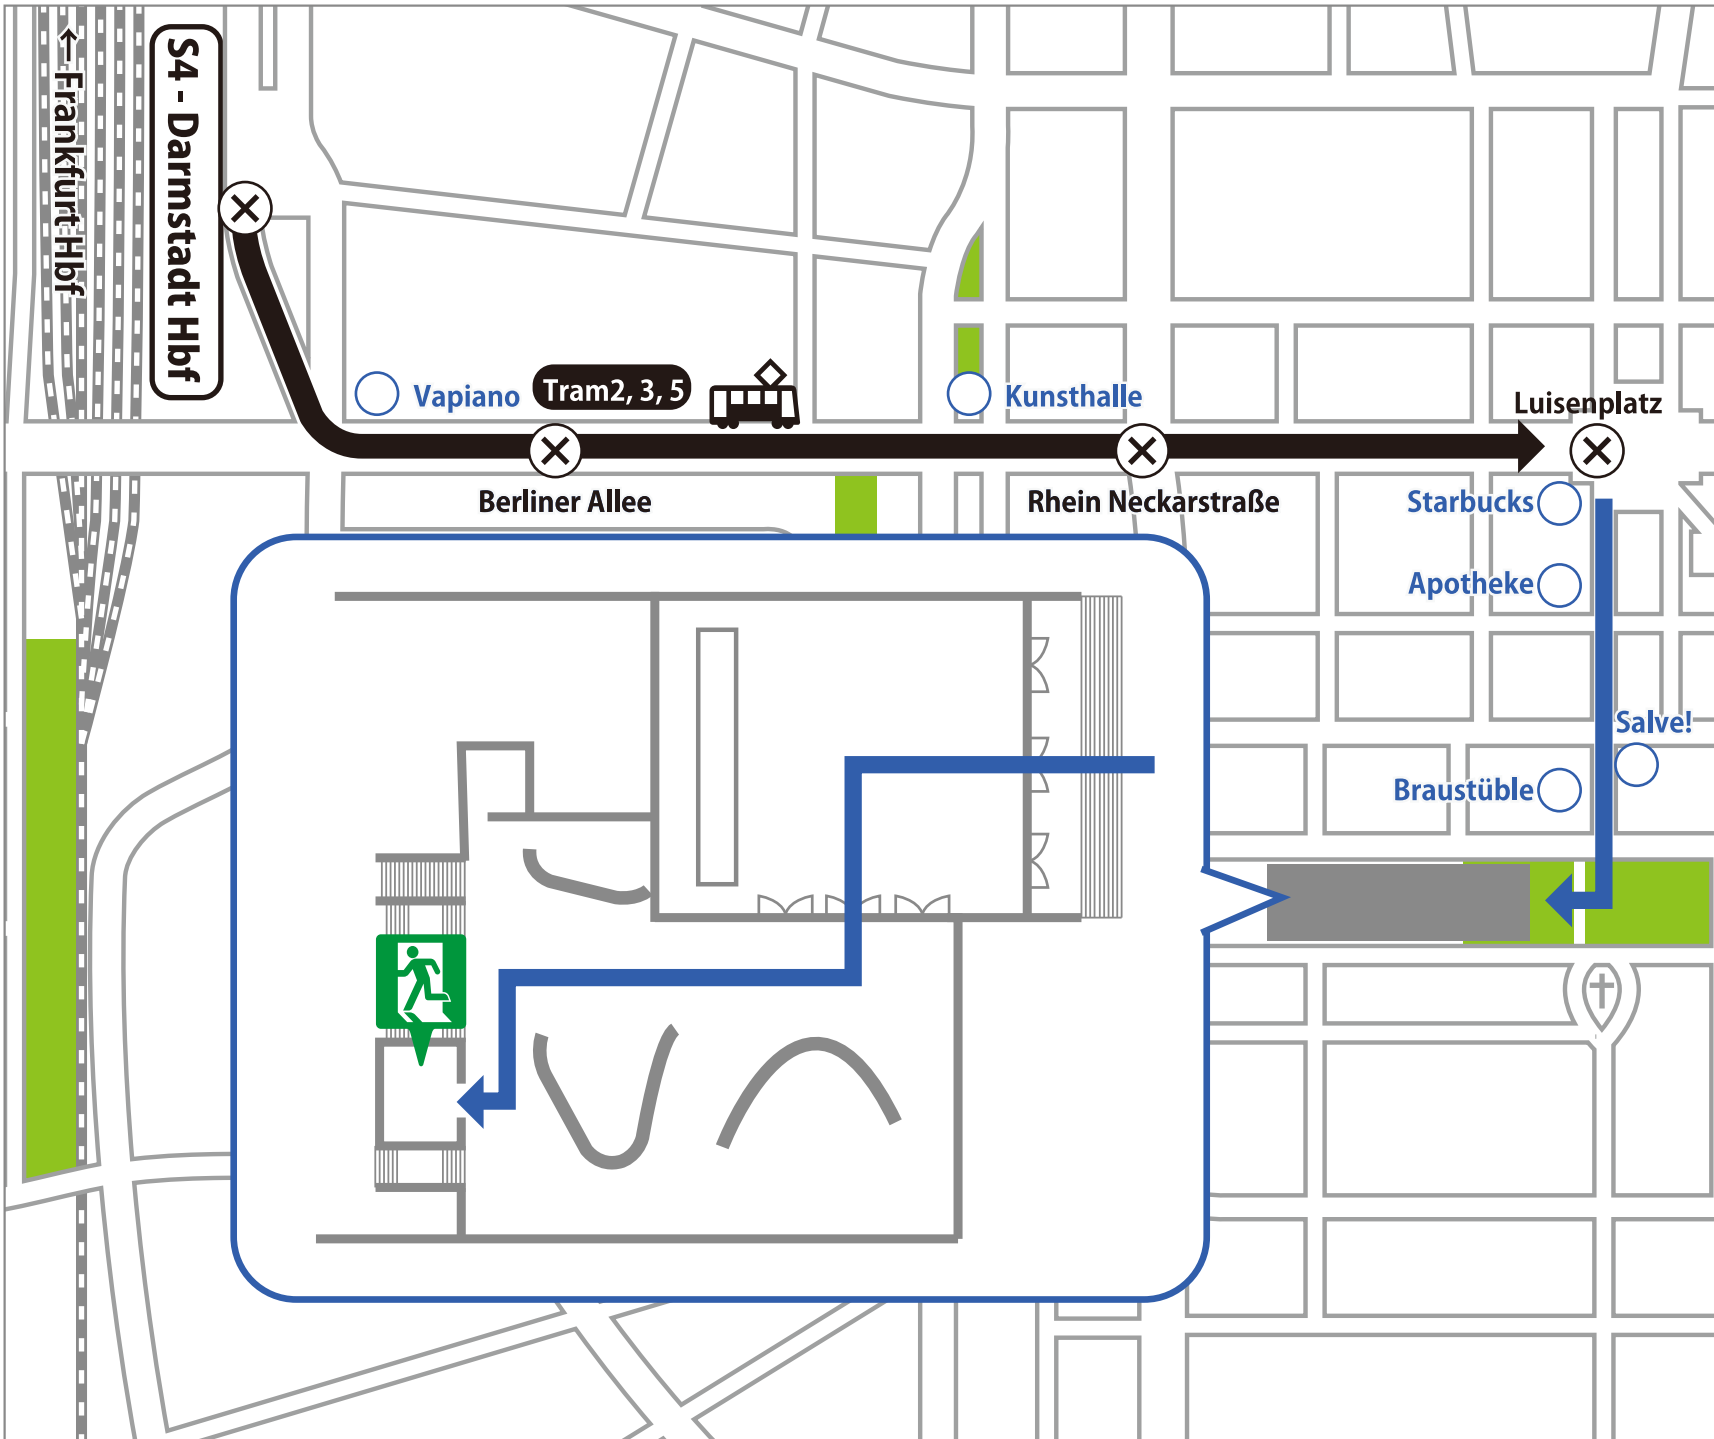 ←Frankfurt Hbf
S4 - Darmstadt Hbf
Vapiano
Tram2, 3, 5
Kunsthalle
Luisenplatz
Berliner Allee
Rhein Neckarstraße
Starbucks
Apotheke
Salve!
Braustüble